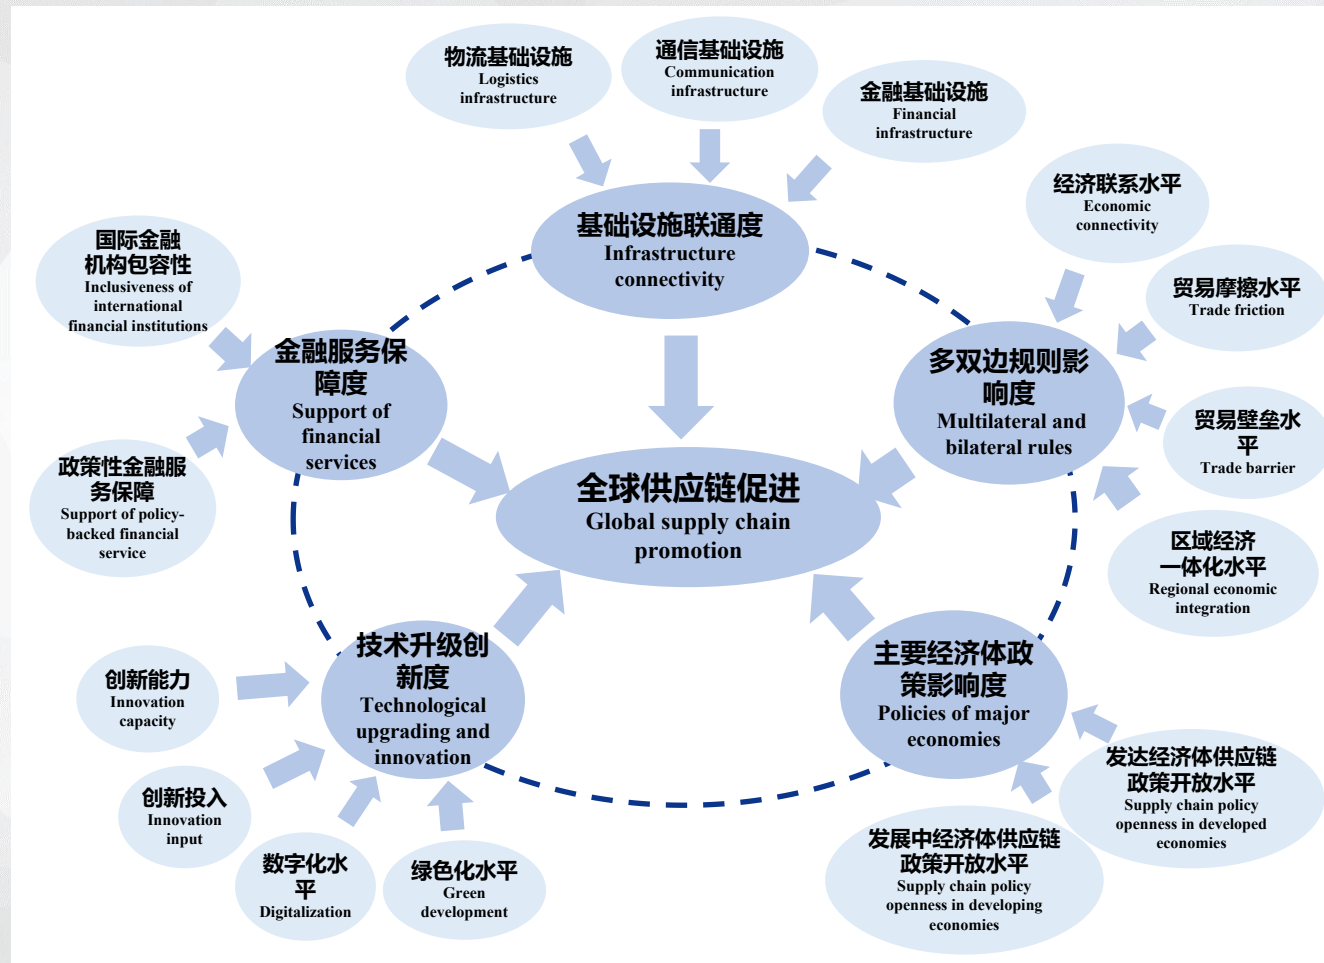 物流基础设施
Logistics
infrastructure
通信基础设施
Communication
infrastructure
金融基础设施
Financial
infrastructure
基础设施联通度
Infrastructure
connectivity
经济联系水平
Economic
connectivity
贸易摩擦水平
Trade friction
多双边规则影
响度
Multilateral and
bilateral rules
贸易壁垒水
平
Trade barrier
区域经济
一体化水平
Regional economic
integration
国际金融
机构包容性
Inclusiveness of
international
financial institutions
金融服务保
障度
Support of
financial
services
政策性金融服
务保障
Support of policy-
backed financial
service
全球供应链促进
Global supply chain
promotion
技术升级创
新度
Technological
upgrading and
innovation
创新能力
Innovation
capacity
创新投入
Innovation
input
数字化水
平
Digitalization
绿色化水平
Green
development
主要经济体政
策影响度
Policies of major
economies
发达经济体供应链
政策开放水平
Supply chain policy
openness in developed
economies
发展中经济体供应链
政策开放水平
Supply chain policy
openness in developing
economies